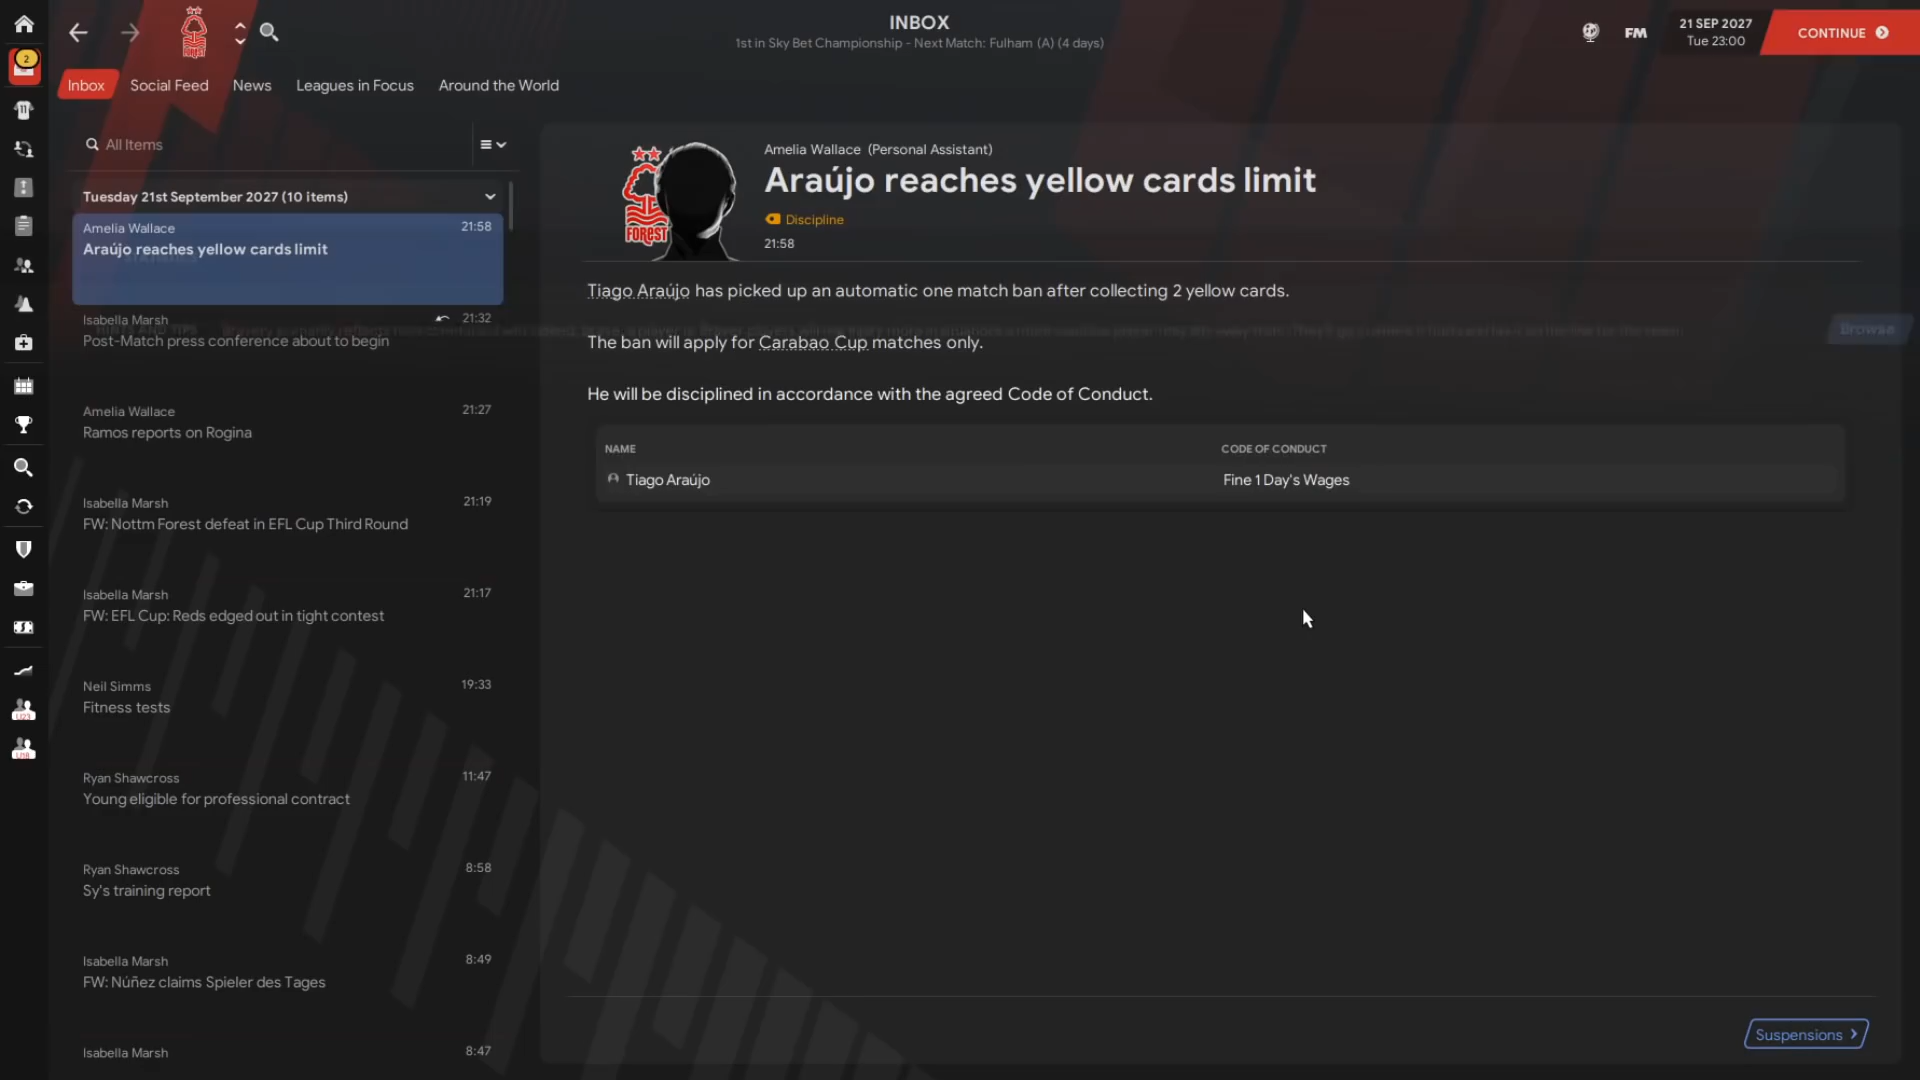 INBOX
1st in Sky Bet Championship - Next Match: Fulham (A) (4 days)
FM
21 SEP 2027
Tue 23:00
CONTINUE
2
FOREST
Inbox
Social Feed
News
Leagues in Focus
Around the World
All Items
Tuesday 21st September 2027 (10 items)
Amelia Wallace
21:58
Araújo reaches yellow cards limit
Isabella Marsh
21:32
Post-Match press conference about to begin
Amelia Wallace
21:27
Ramos reports on Rogina
Isabella Marsh
21:19
FW: Nottm Forest defeat in EFL Cup Third Round
Isabella Marsh
21:17
FW: EFL Cup: Reds edged out in tight contest
Neil Simms
19:33
Fitness tests
Ryan Shawcross
11:47
Young eligible for professional contract
Ryan Shawcross
8:58
Sy's training report
Isabella Marsh
8:49
FW: Núñez claims Spieler des Tages
Isabella Marsh
8:47
U23
U18
FOREST
Amelia Wallace (Personal Assistant)
Araújo reaches yellow cards limit
Discipline
21:58
Tiago Araújo has picked up an automatic one match ban after collecting 2 yellow cards.
Browse
The ban will apply for Carabao Cup matches only.
He will be disciplined in accordance with the agreed Code of Conduct.
NAME
CODE OF CONDUCT
Tiago Araújo
Fine 1 Day's Wages
Suspensions